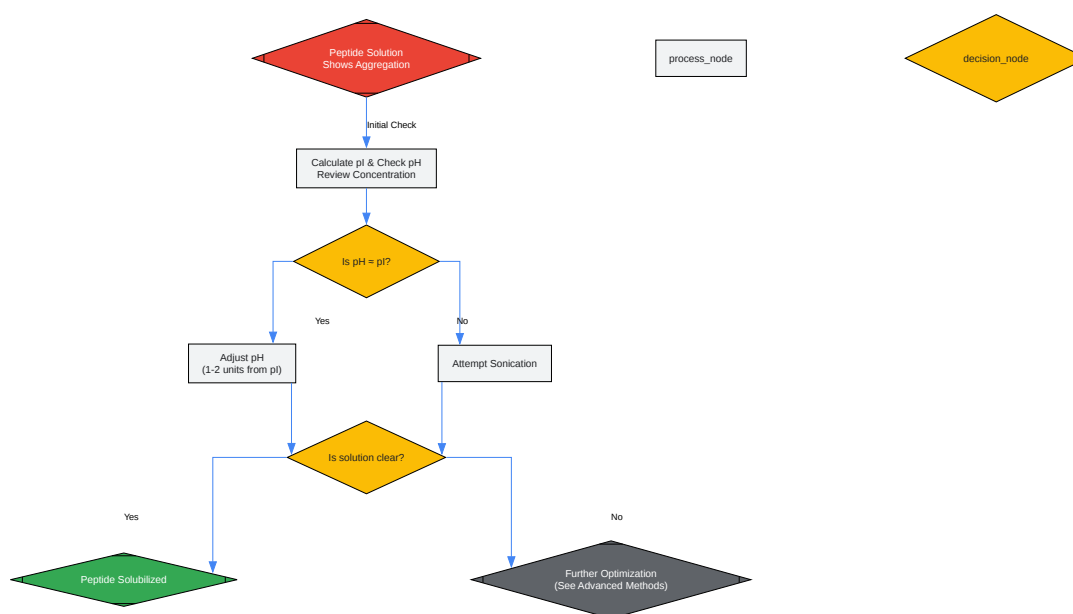 Peptide Solution
Shows Aggregation
process_node
decision_node
Initial Check
Calculate pI & Check pH
Review Concentration
Is pH = pI?
Yes
No
Adjust pH
(1-2 units from pI)
Attempt Sonication
Is solution clear?
Yes
No
Peptide Solubilized
Further Optimization
(See Advanced Methods)